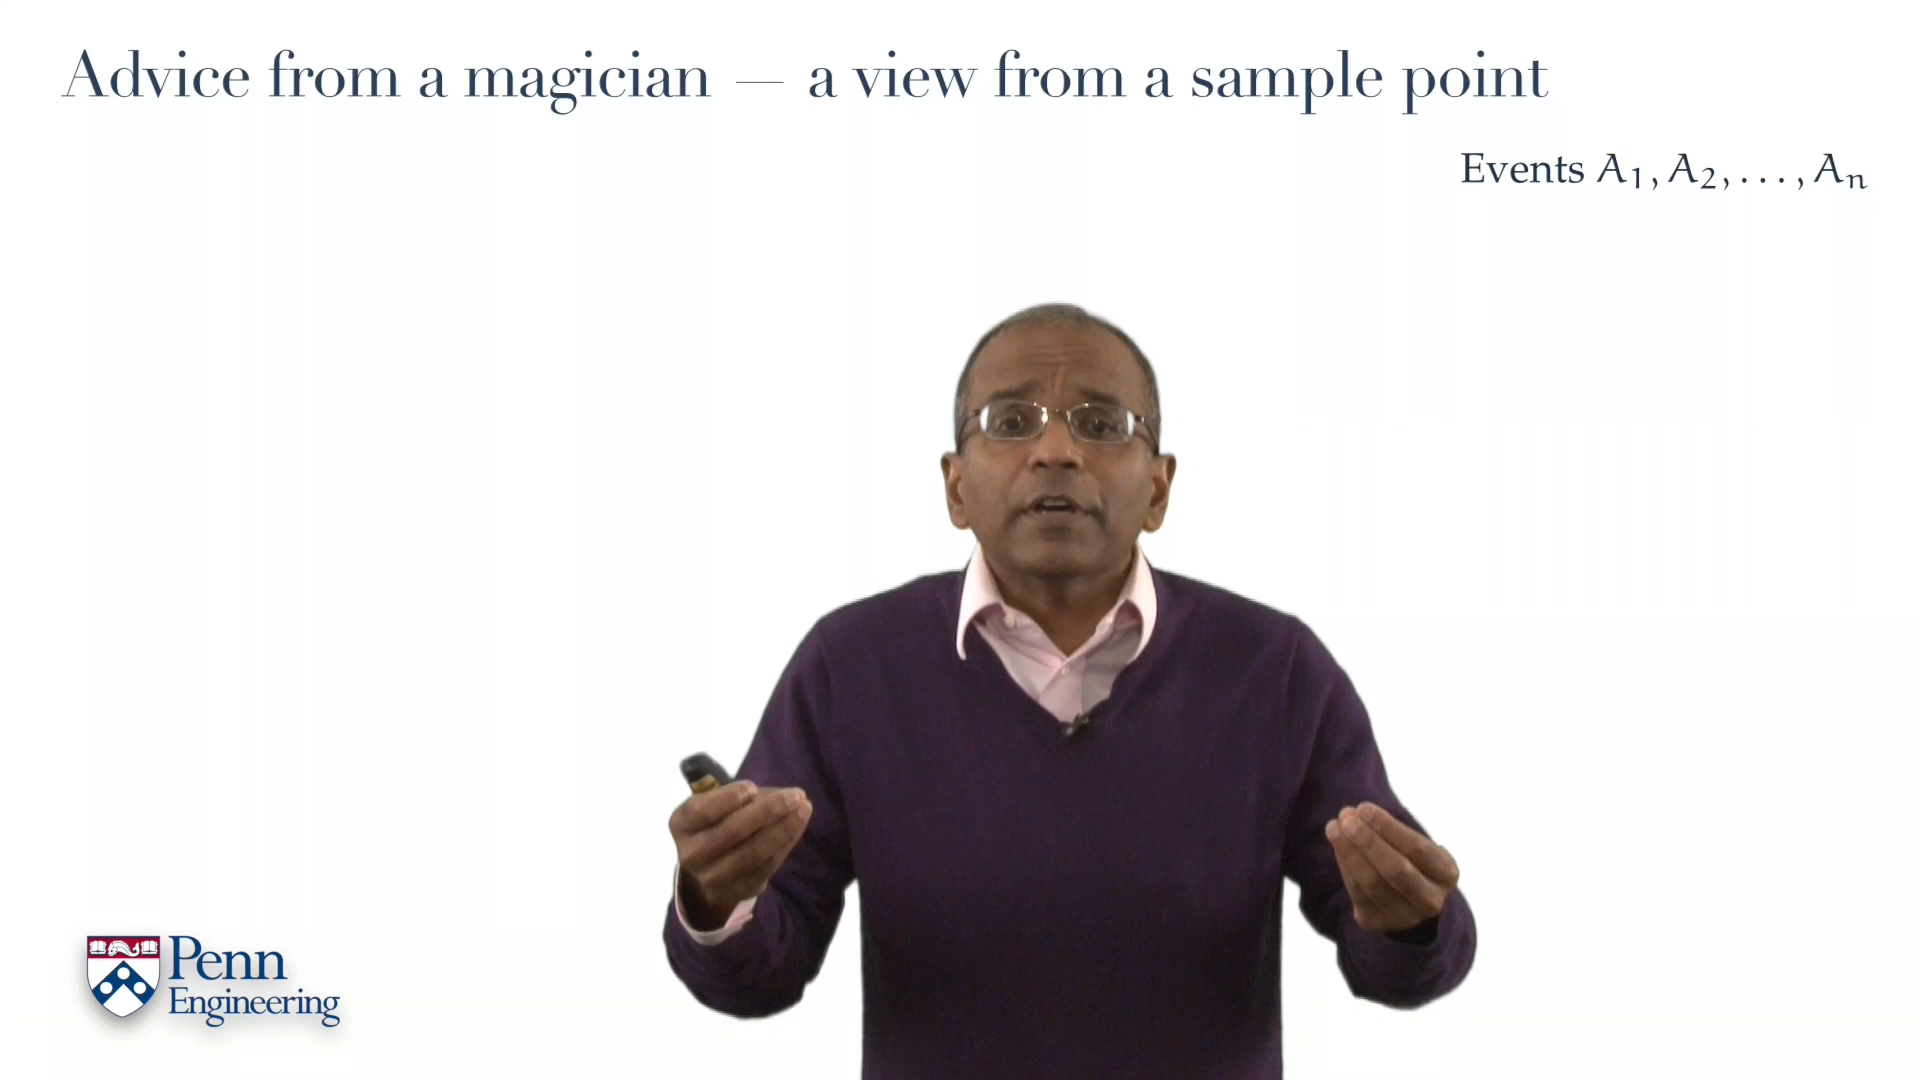 Advice from a magician — a view from a sample point
Events A₁, A₂, . . . , Aₙ
Penn
Engineering